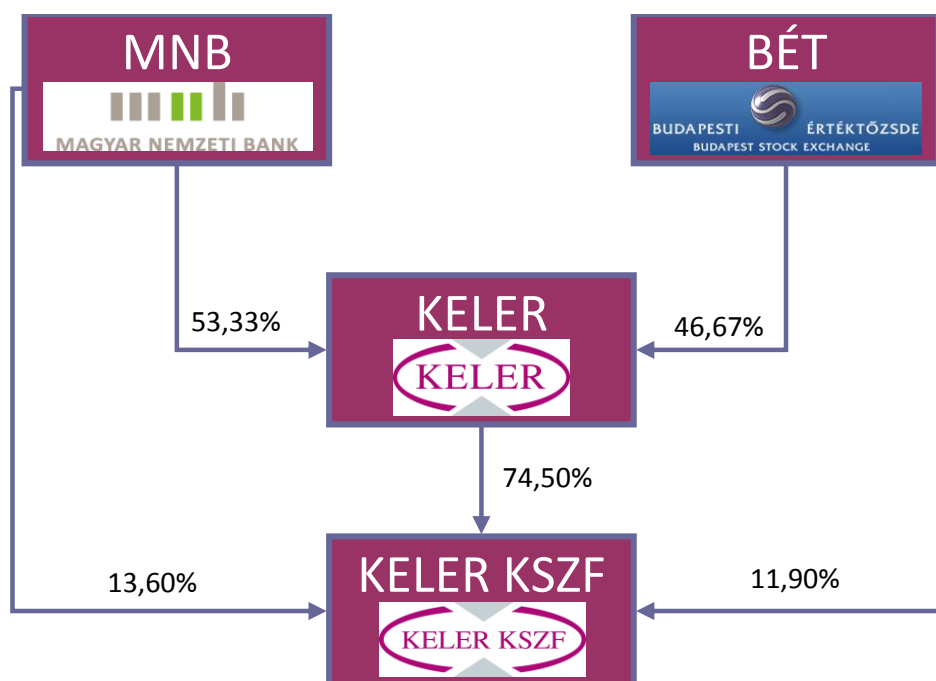 MNB
MAGYAR NEMZETI BANK
BÉT
BUDAPESTI ÉRTÉKTŐZSDE
BUDAPEST STOCK EXCHANGE
53,33%
KELER
KELER
46,67%
74,50%
13,60%
KELER KSZF
KELER KSZF
11,90%